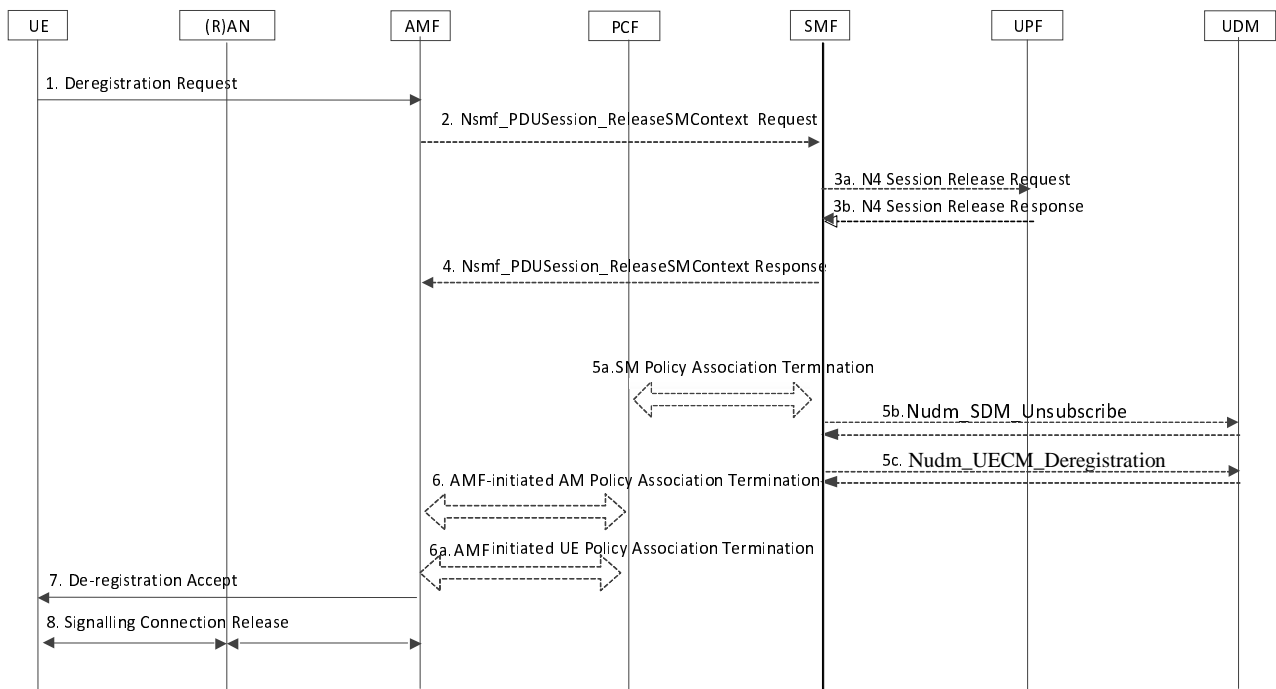 UE
(R)AN
AMF
PCF
SMF
UPF
UDM
1. Deregistration Request
2. Nsmf_PDUSession_ReleaseSMContext Request
3a. N4 Session Release Request
3b. N4 Session Release Response
4. Nsmf_PDUSession_ReleaseSMContext Response
5a.SM Policy Association Termination
5b.Nudm_SDM_Unsubscribe
5c. Nudm_UECM_Deregistration
6. AMF-initiated AM Policy Association Termination
6a.AMF initiated UE Policy Association Termination
7. De-registration Accept
8. Signalling Connection Release